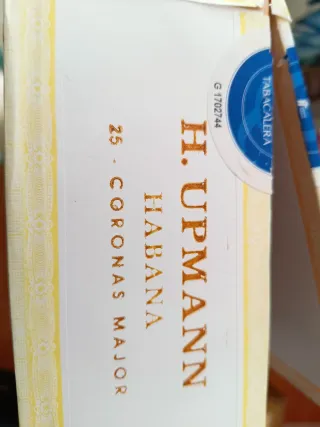 H. UPMANN
HABANA
25 - CORONAS MAJOR
G 1702744
TABACALERA